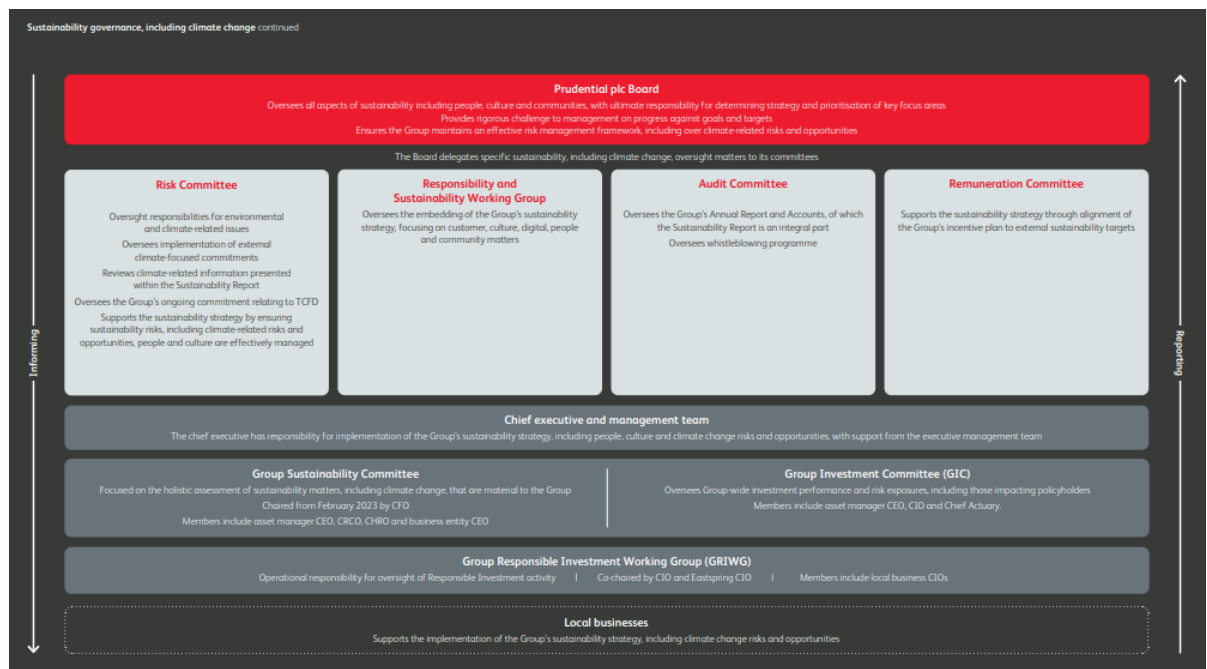 Sustainability governance, including climate change continued
Prudential plc Board
Oversees all aspects of sustainability including people, culture and communities, with ultimate responsibility for determining strategy and prioritisation of key focus areas
Provides rigorous challenge to management on progress against goals and targets
Ensures the Group maintains an effective risk management framework, including over climate-related risks and opportunities
The Board delegates specific sustainability, including climate change, oversight matters to its committees
Risk Committee
Oversight responsibilities for environmental
and climate-related issues
Oversees implementation of external
climate-focused commitments
Reviews climate-related information presented
within the Sustainability Report
Oversees the Group's ongoing commitment relating to TCFD
Supports the sustainability strategy by ensuring
sustainability risks, including climate-related risks and
opportunities, people and culture are effectively managed
Responsibility and
Sustainability Working Group
Oversees the embedding of the Group's sustainability
strategy, focusing on customer, culture, digital, people
and community matters
Audit Committee
Oversees the Group's Annual Report and Accounts, of which
the Sustainability Report is an integral part
Oversees whistleblowing programme
Remuneration Committee
Supports the sustainability strategy through alignment of
the Group's incentive plan to external sustainability targets
Informing
Reporting
Chief executive and management team
The chief executive has responsibility for implementation of the Group's sustainability strategy, including people, culture and climate change risks and opportunities, with support from the executive management team
Group Sustainability Committee
Focused on the holistic assessment of sustainability matters, including climate change, that are material to the Group
Chaired from February 2023 by CFO
Members include asset manager CEO, CRCO, CHRO and business entity CEO
Group Investment Committee (GIC)
Oversees Group-wide investment performance and risk exposures, including those impacting policyholders
Members include asset manager CEO, CIO and Chief Actuary.
Group Responsible Investment Working Group (GRIWG)
Operational responsibility for oversight of Responsible Investment activity | Co-chaired by CIO and Eastspring CIO | Members include local business CIOs
Local businesses
Supports the implementation of the Group's sustainability strategy, including climate change risks and opportunities